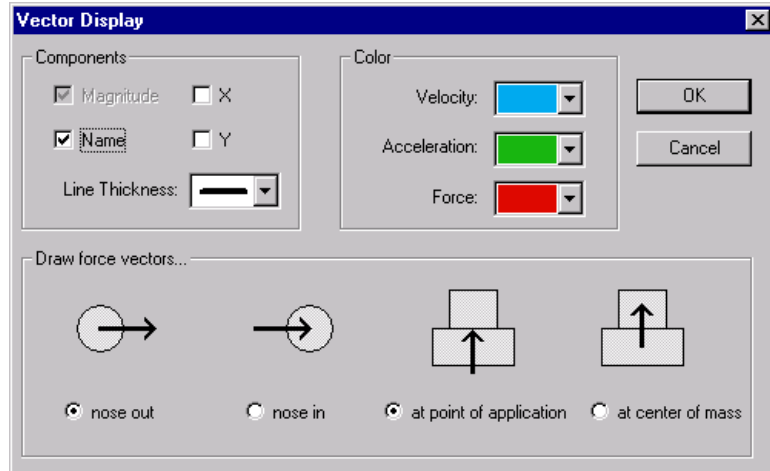 Vector Display
Components
Magnitude
X
Name
Y
Line Thickness:
Color
Velocity:
Acceleration:
Force:
OK
Cancel
Draw force vectors...
nose out
nose in
at point of application
at center of mass